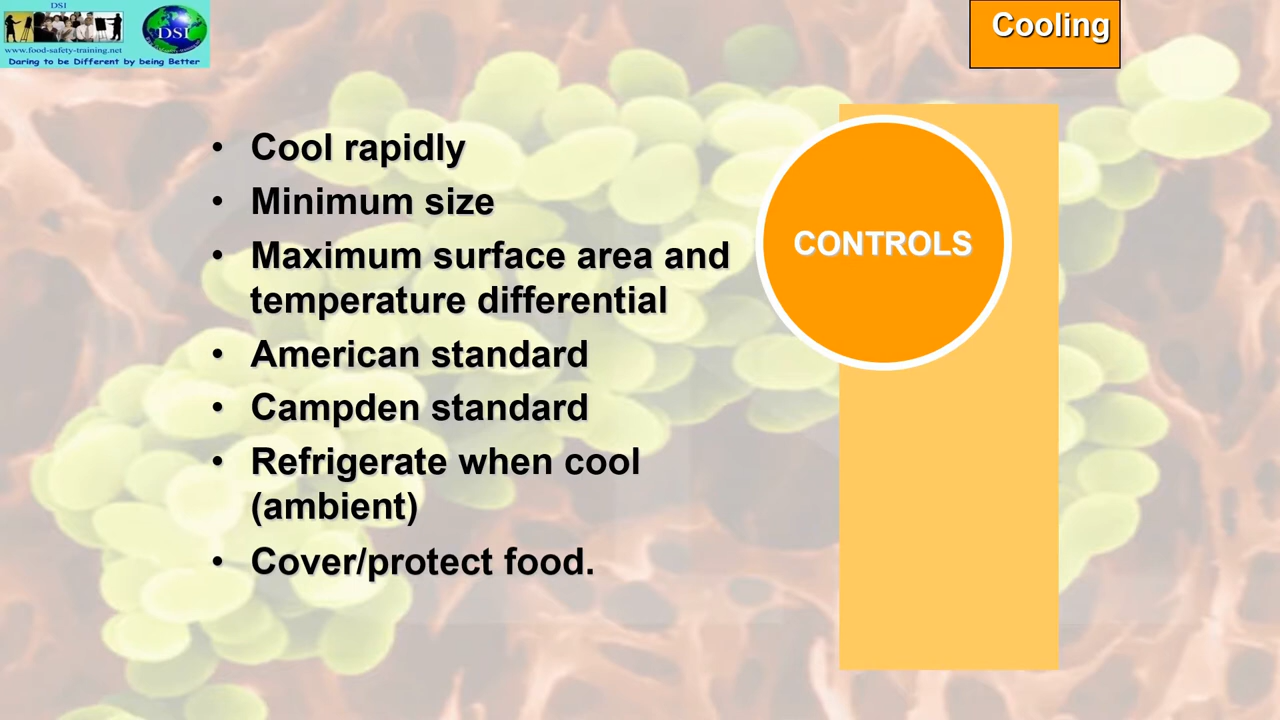 DSI
DSI
www.food-safety-training.net
Daring to be Different by being Better
Cooling
• Cool rapidly
• Minimum size
• Maximum surface area and
temperature differential
• American standard
• Campden standard
• Refrigerate when cool
(ambient)
• Cover/protect food.
CONTROLS